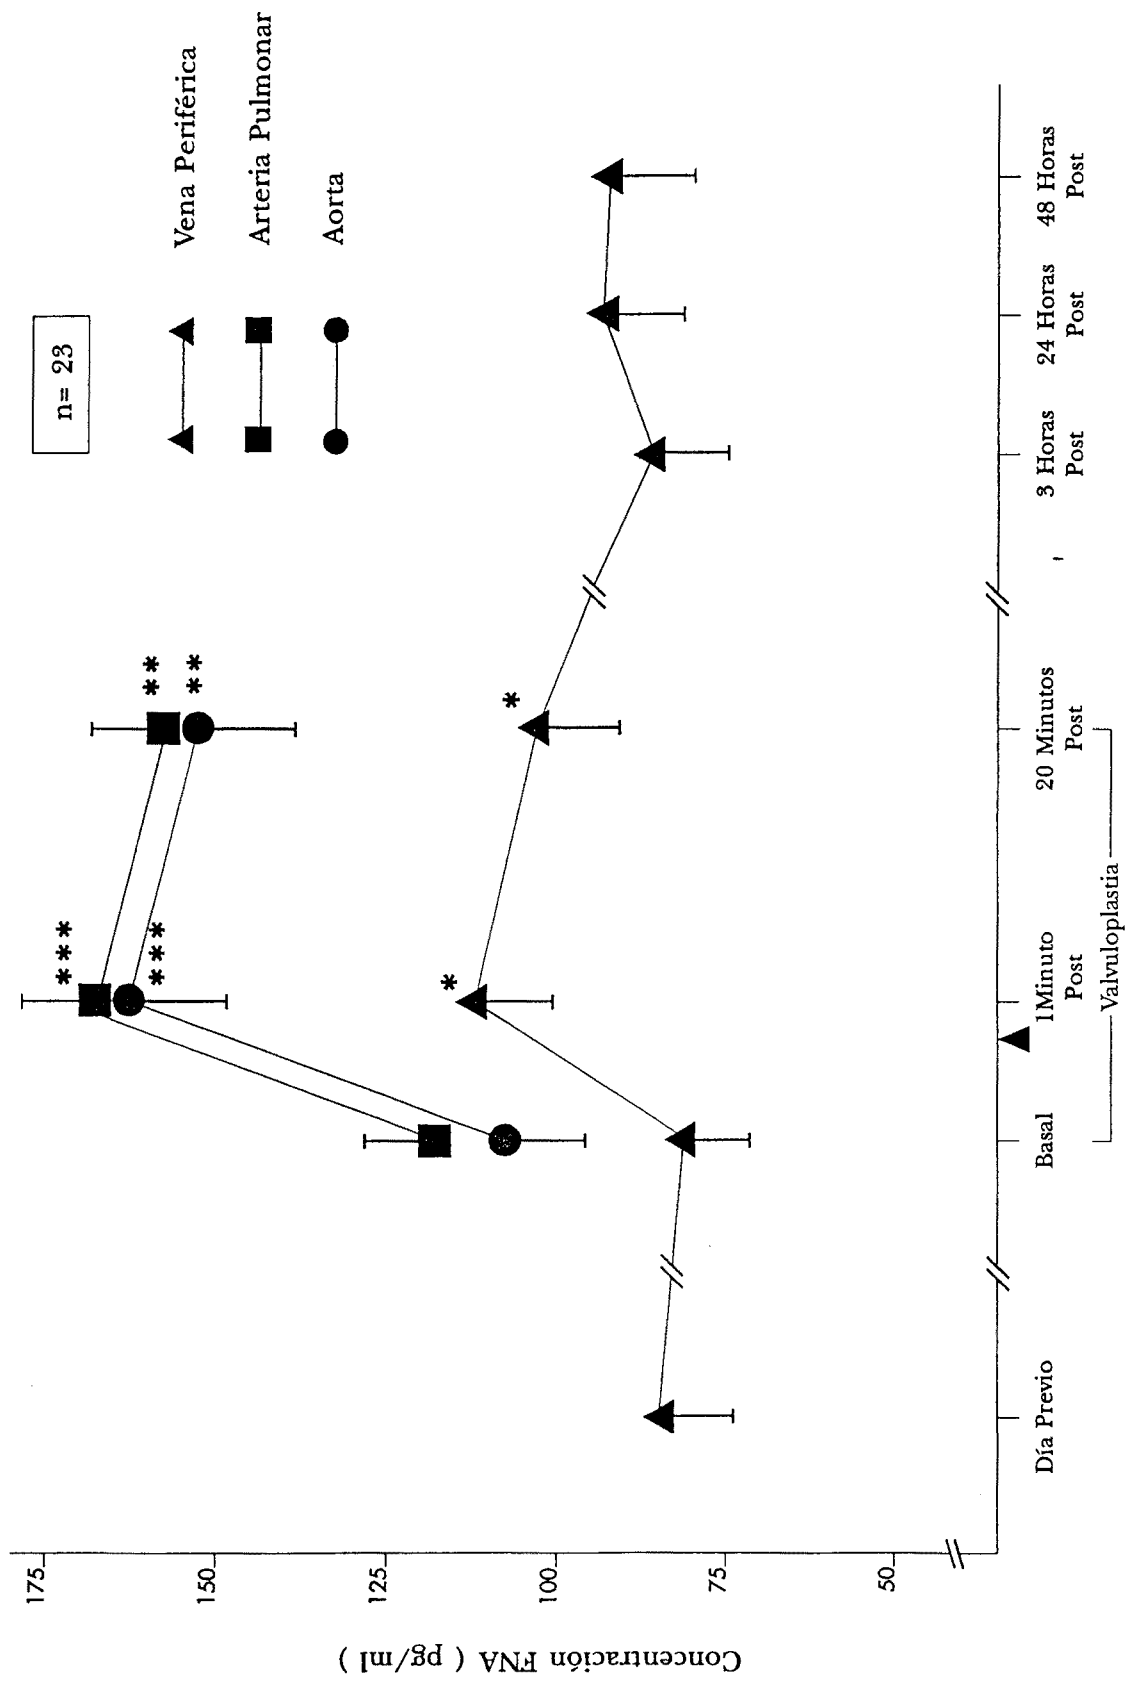 n= 23
Vena Periférica
Arteria Pulmonar
Aorta
Concentración FNA ( pg/ml )
175
150
125
100
75
50
***
***
**
**
*
*
Día Previo
Basal
1Minuto
Post
20 Minutos
Post
3 Horas
Post
24 Horas
Post
48 Horas
Post
Valvuloplastia